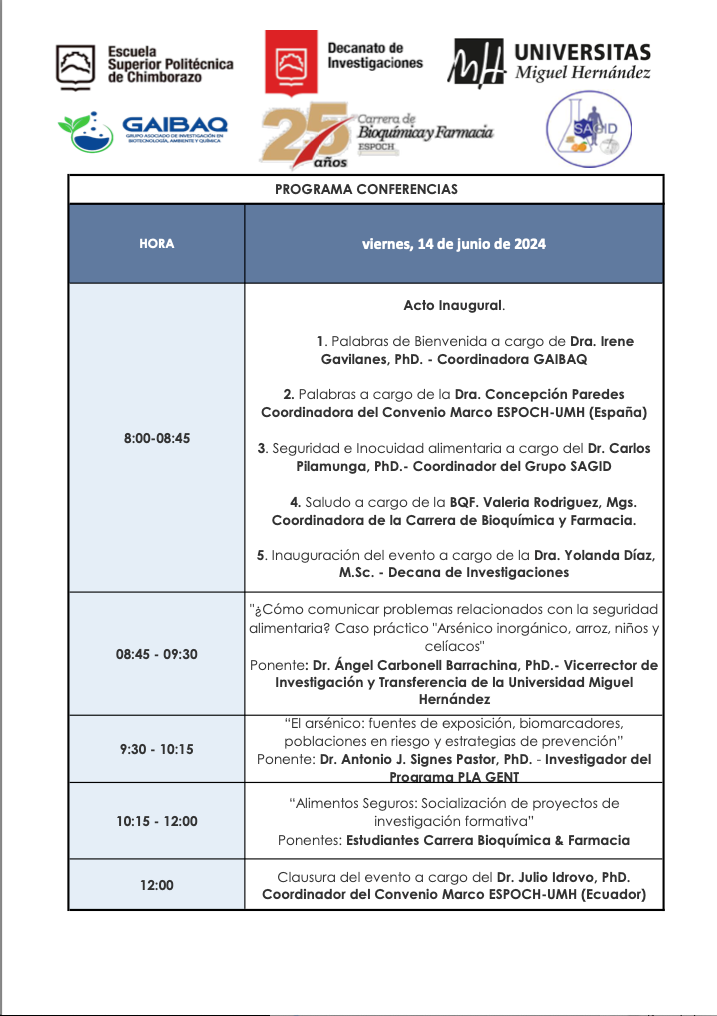 Escuela
Superior Politécnica
de Chimborazo
Decanato de
Investigaciones
UNIVERSITAS
Miguel Hernández
GAIBAQ
GRUPO ASOCIADO DE INVESTIGACIÓN EN
BIOTECNOLOGÍA, AMBIENTE Y QUÍMICA
25
años
Carrera de
Bioquímica y Farmacia
ESPOCH
SAGID
PROGRAMA CONFERENCIAS
HORA
viernes, 14 de junio de 2024
8:00-08:45
Acto Inaugural.
1. Palabras de Bienvenida a cargo de Dra. Irene
Gavilanes, PhD. - Coordinadora GAIBAQ
2. Palabras a cargo de la Dra. Concepción Paredes
Coordinadora del Convenio Marco ESPOCH-UMH (España)
3. Seguridad e Inocuidad alimentaria a cargo del Dr. Carlos
Pilamunga, PhD.- Coordinador del Grupo SAGID
4. Saludo a cargo de la BQF. Valeria Rodriguez, Mgs.
Coordinadora de la Carrera de Bioquímica y Farmacia.
5. Inauguración del evento a cargo de la Dra. Yolanda Díaz,
M.Sc. - Decana de Investigaciones
08:45 - 09:30
"¿Cómo comunicar problemas relacionados con la seguridad
alimentaria? Caso práctico "Arsénico inorgánico, arroz, niños y
celíacos"
Ponente: Dr. Ángel Carbonell Barrachina, PhD.- Vicerrector de
Investigación y Transferencia de la Universidad Miguel
Hernández
9:30 - 10:15
“El arsénico: fuentes de exposición, biomarcadores,
poblaciones en riesgo y estrategias de prevención”
Ponente: Dr. Antonio J. Signes Pastor, PhD. - Investigador del
Programa PLA GENT
10:15 - 12:00
“Alimentos Seguros: Socialización de proyectos de
investigación formativa”
Ponentes: Estudiantes Carrera Bioquímica & Farmacia
12:00
Clausura del evento a cargo del Dr. Julio Idrovo, PhD.
Coordinador del Convenio Marco ESPOCH-UMH (Ecuador)